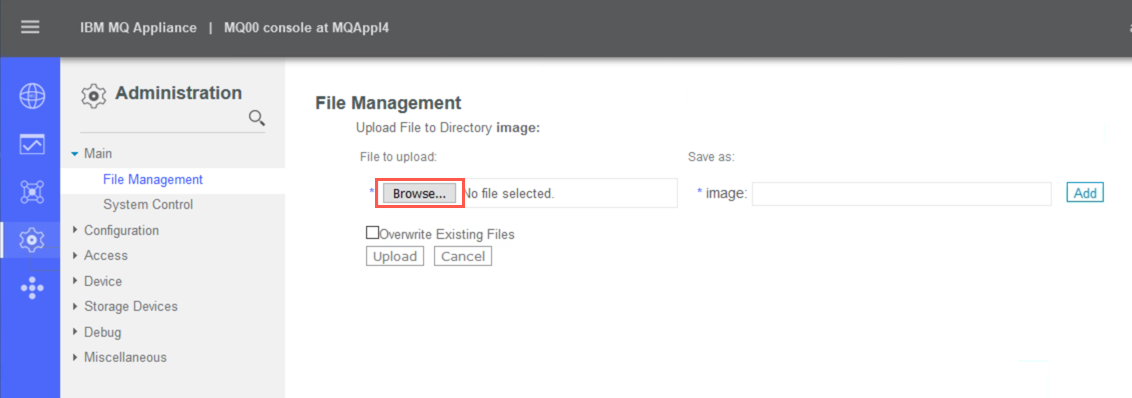 IBM MQ Appliance | MQ00 console at MQAppl4
Administration
Main
File Management
System Control
Configuration
Access
Device
Storage Devices
Debug
Miscellaneous
File Management
Upload File to Directory image:
File to upload: Save as:
* Browse... No file selected. * image: Add
Overwrite Existing Files
Upload Cancel